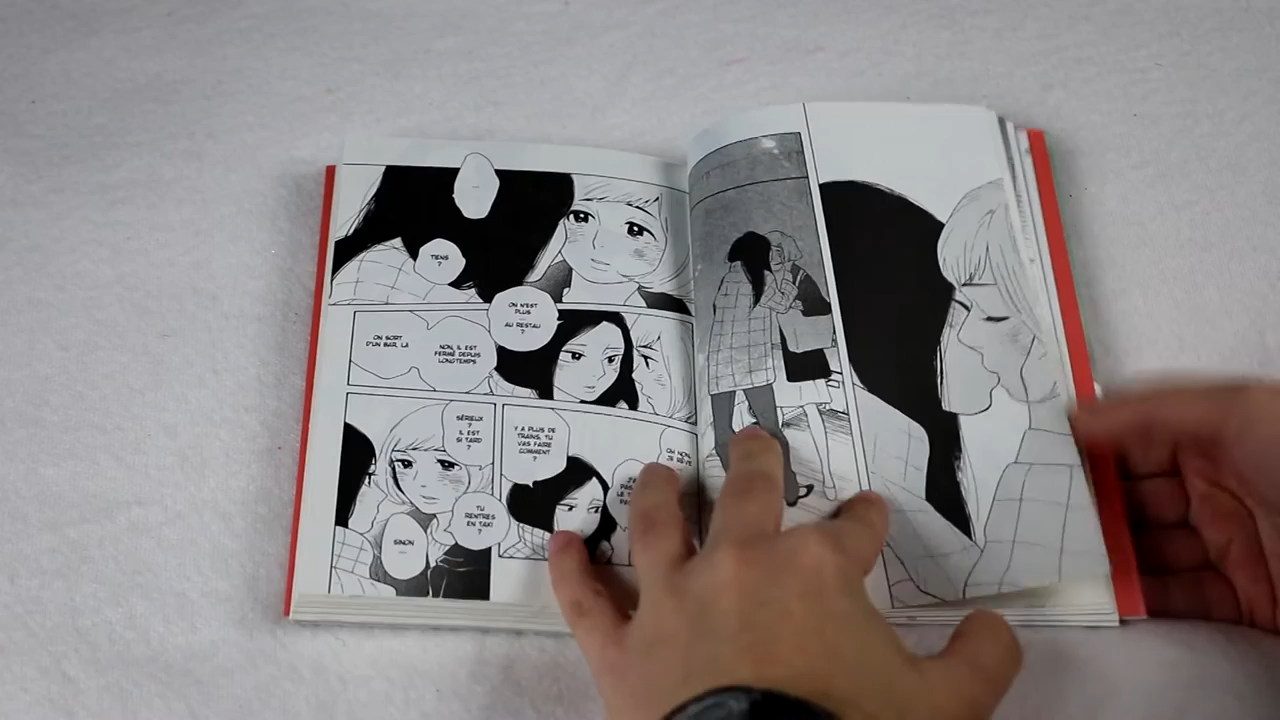 TIENS
?
ON N'EST
PLUS
...
AU RESTAU
?
ON SORT
D'UN BAR, LÀ
NON, IL EST
FERMÉ DEPUIS
LONGTEMPS
SÉRIEUX
?
IL EST
SI TARD
?
TU
RENTRES
EN TAXI
?
SINON
...
Y A PLUS DE
TRAINS, TU
VAS FAIRE
COMMENT
?
OH NON,
JE RÊVE